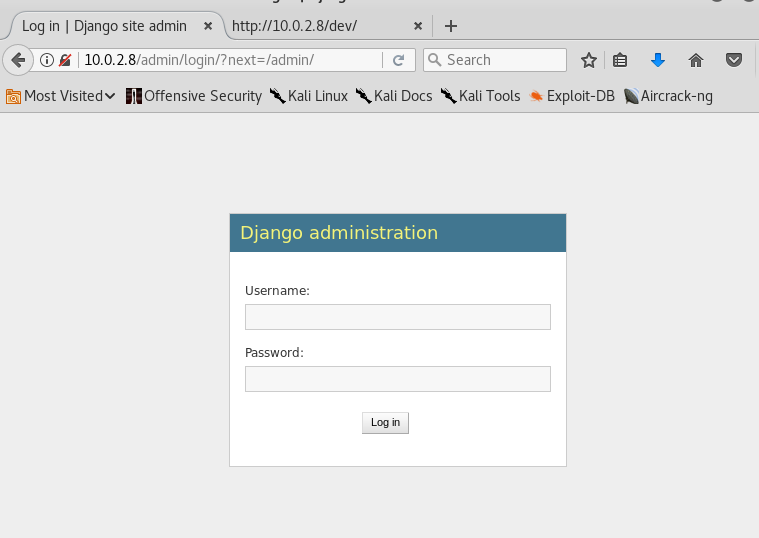 Log in | Django site admin × http://10.0.2.8/dev/ × +
10.0.2.8/admin/login/?next=/admin/ Search
Most Visited Offensive Security Kali Linux Kali Docs Kali Tools Exploit-DB Aircrack-ng
Django administration
Username:
Password:
Log in